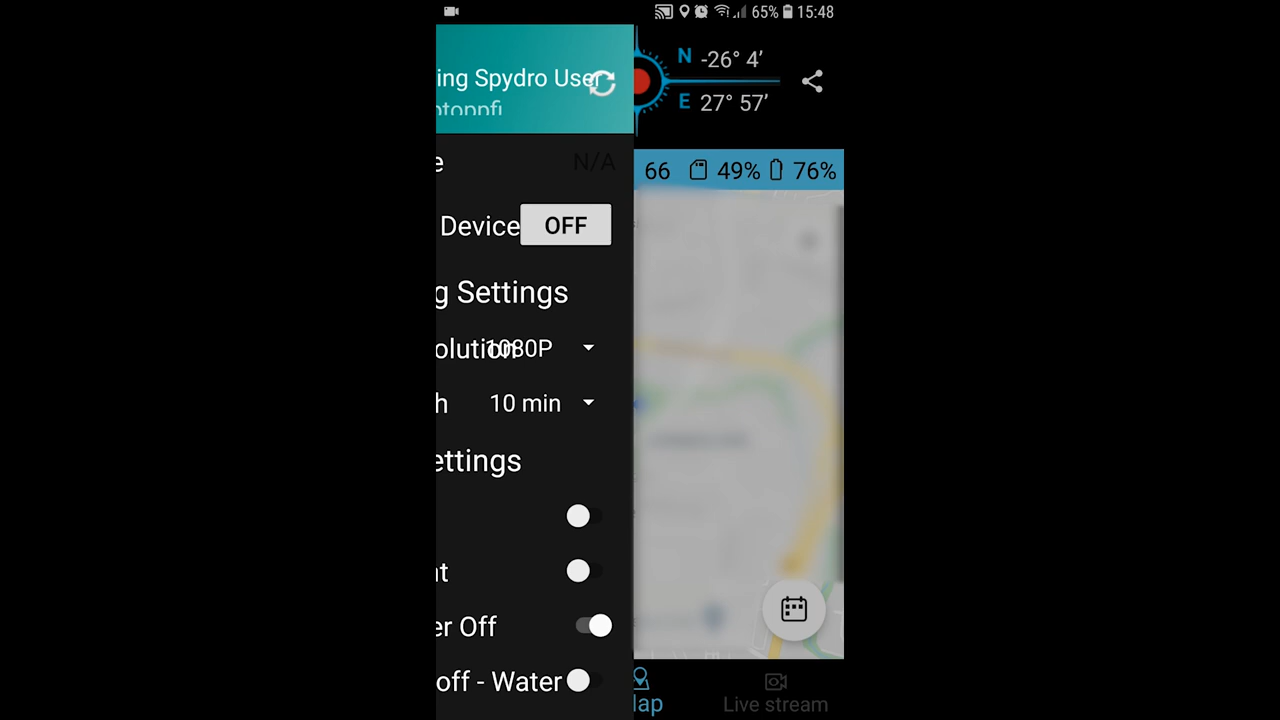 65% 15:48
ing Spydro User
N -26° 4’
E 27° 57’
N/A
66 49% 76%
Device OFF
g Settings
olution 1080P
h 10 min
ettings
er Off
off - Water
lap
Live stream